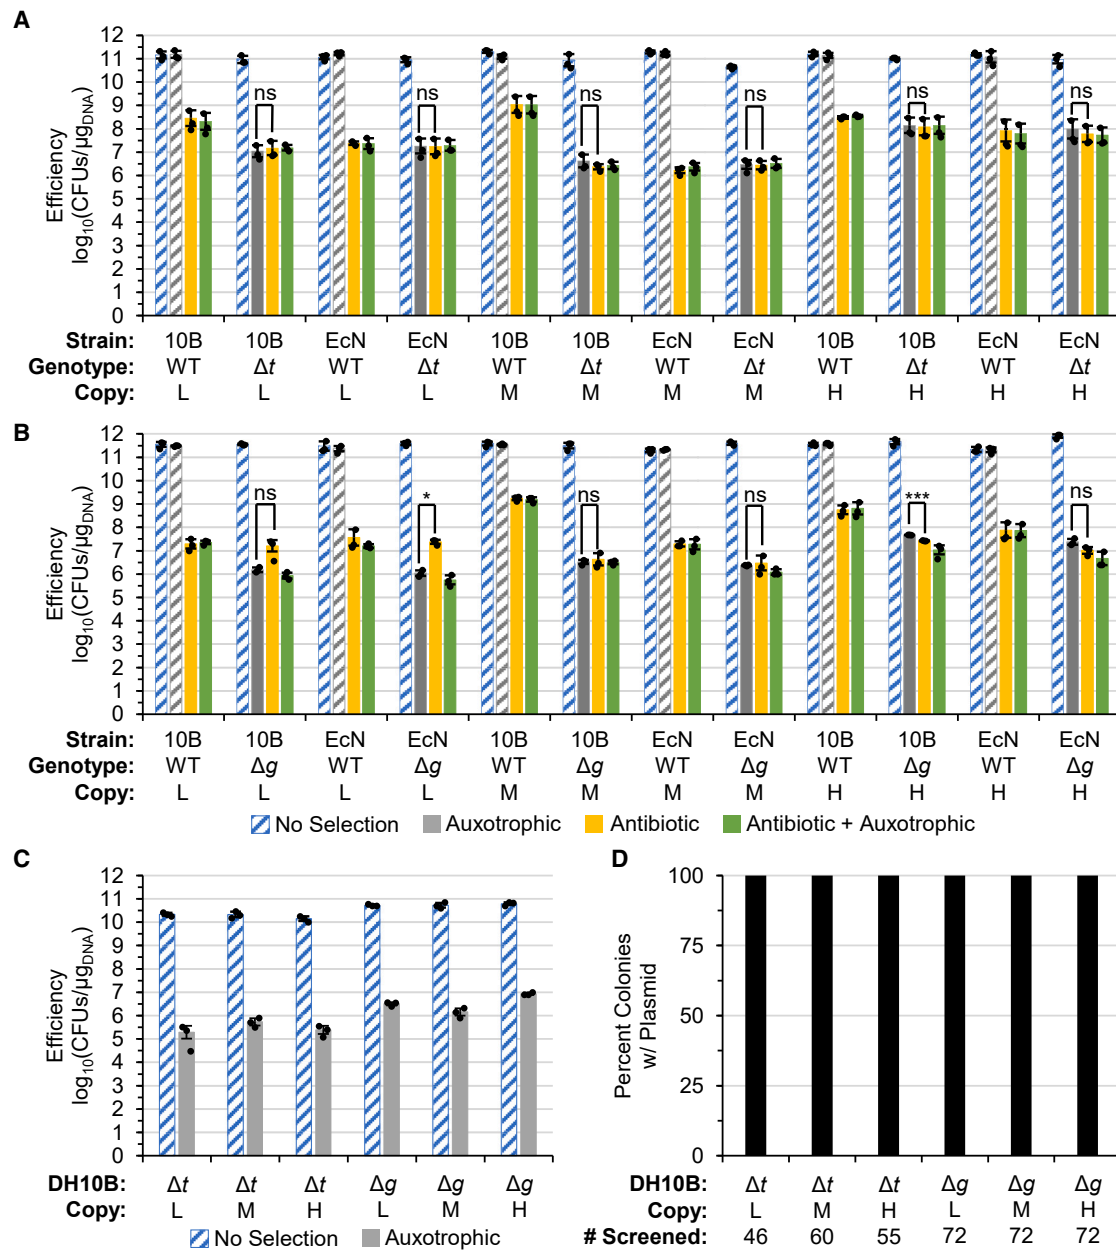 A
12
11
10
9
8
7
6
5
4
3
2
1
0
Efficiency
log10(CFUs/µgDNA)
ns ns ns ns ns ns
Strain: 10B 10B EcN EcN 10B 10B EcN EcN 10B 10B EcN EcN
Genotype: WT Δt WT Δt WT Δt WT Δt WT Δt WT Δt
Copy: L L L L M M M M H H H H
B
12
11
10
9
8
7
6
5
4
3
2
1
0
Efficiency
log10(CFUs/µgDNA)
ns * ns ns *** ns
Strain: 10B 10B EcN EcN 10B 10B EcN EcN 10B 10B EcN EcN
Genotype: WT Δg WT Δg WT Δg WT Δg WT Δg WT Δg
Copy: L L L L M M M M H H H H
No Selection Auxotrophic Antibiotic Antibiotic + Auxotrophic
C
12
11
10
9
8
7
6
5
4
3
2
1
0
Efficiency
log10(CFUs/µgDNA)
DH10B: Δt Δt Δt Δg Δg Δg
Copy: L M H L M H
No Selection Auxotrophic
D
100
75
50
25
0
Percent Colonies
w/ Plasmid
DH10B: Δt Δt Δt Δg Δg Δg
Copy: L M H L M H
# Screened: 46 60 55 72 72 72